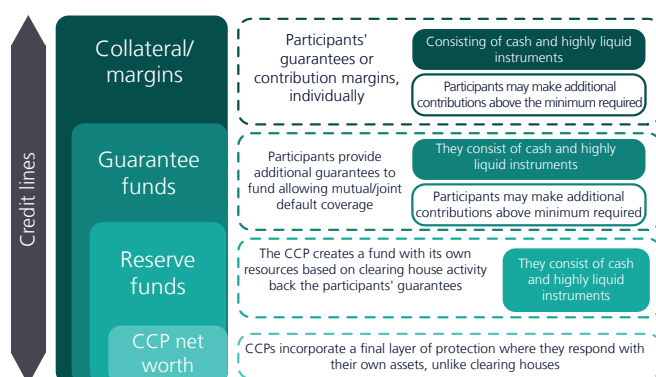 Credit lines
Collateral/
margins
Participants'
guarantees or
contribution margins,
individually
Consisting of cash and highly liquid
instruments
Participants may make additional
contributions above the minimum required
Guarantee
funds
Participants provide
additional guarantees to
fund allowing mutual/joint
default coverage
They consist of cash and highly
liquid instruments
Participants may make additional
contributions above minimum required
Reserve
funds
The CCP creates a fund with its own
resources based on clearing house activity
back the participants' guarantees
They consist of cash
and highly liquid
instruments
CCP net
worth
CCPs incorporate a final layer of protection where they respond with
their own assets, unlike clearing houses